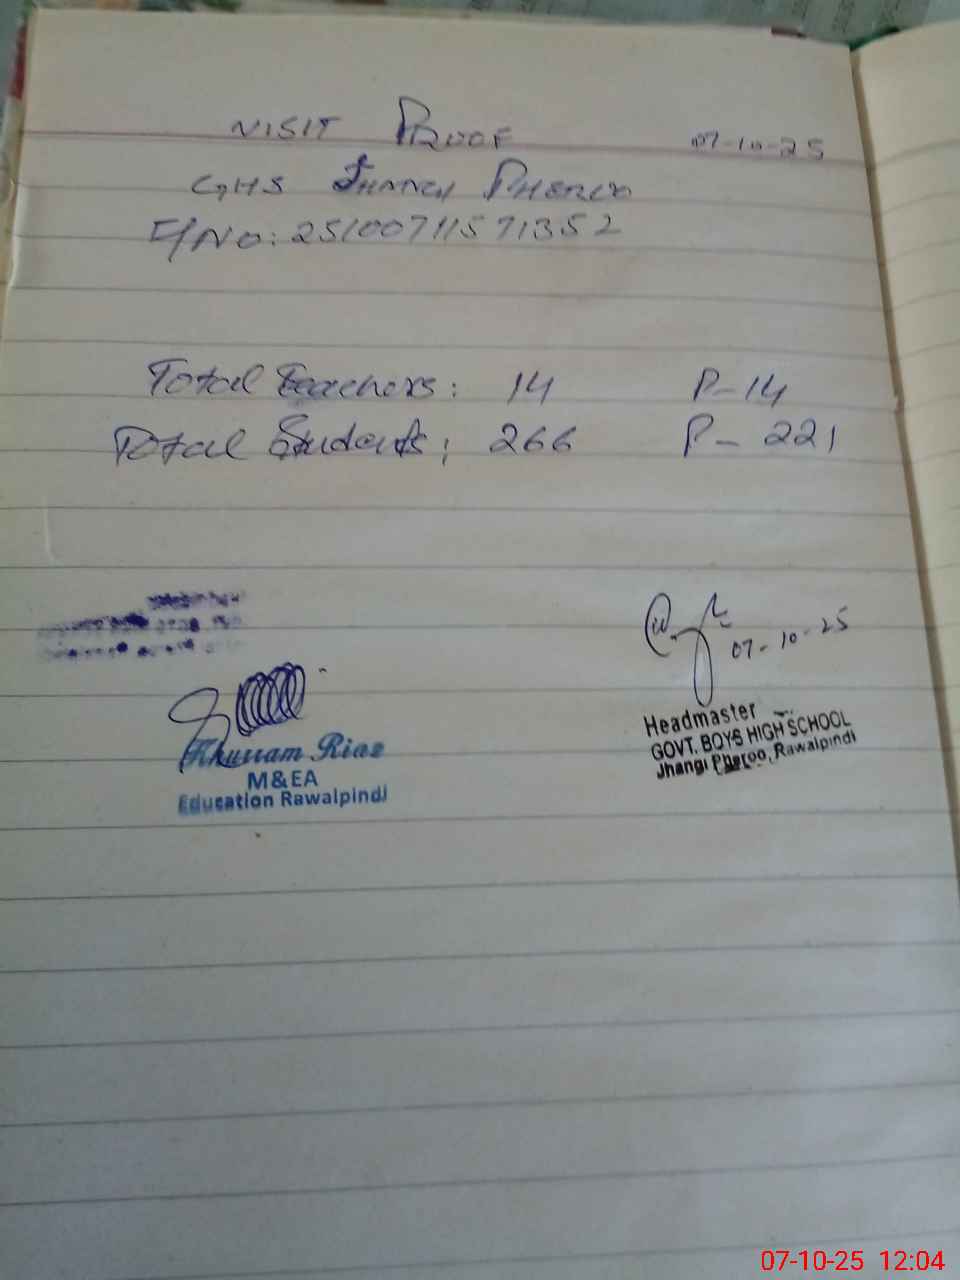 VISIT PROOF 07-10-25
GHS JHANGI PHEROO
E/NO: 25100711571352
Total Teachers: 14 P-14
Total Students: 266 P- 221
07-10-25
Khurram Riaz
M&EA
Education Rawalpindi
Headmaster
GOVT. BOYS HIGH SCHOOL
Jhangi Pheroo, Rawalpindi
07-10-25 12:04